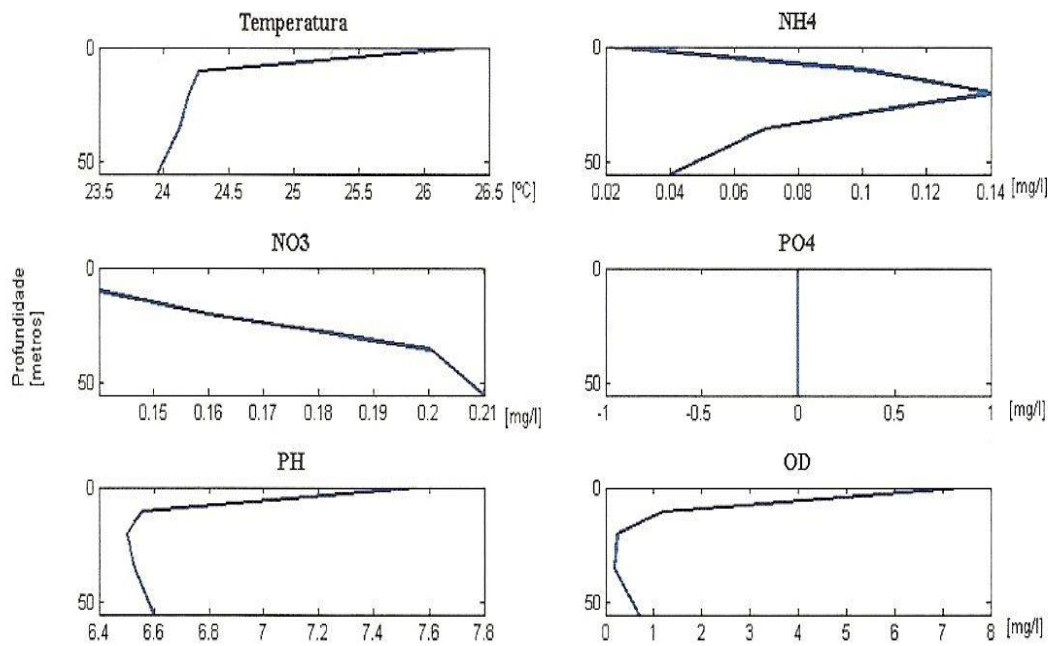 Temperatura
0
50
23.5 24 24.5 25 25.5 26 26.5 [ºC]
NH4
0
50
0.02 0.04 0.06 0.08 0.1 0.12 0.14 [mg/l]
Profundidade
[metros]
NO3
0
50
0.15 0.16 0.17 0.18 0.19 0.2 0.21 [mg/l]
PO4
0
50
-1 -0.5 0 0.5 1 [mg/l]
PH
0
50
6.4 6.6 6.8 7 7.2 7.4 7.6 7.8
OD
0
50
0 1 2 3 4 5 6 7 8 [mg/l]